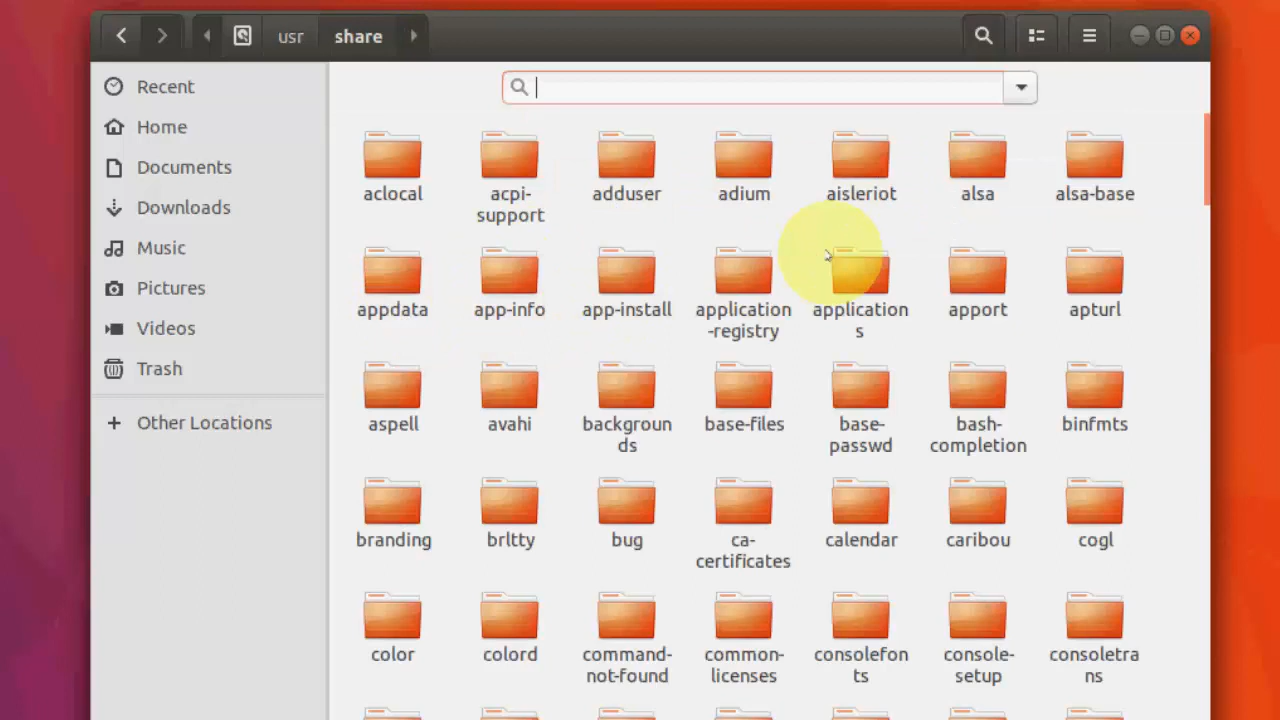 usr
share
Recent
Home
Documents
Downloads
Music
Pictures
Videos
Trash
Other Locations
aclocal
acpi-
support
adduser
adium
aisleriot
alsa
alsa-base
appdata
app-info
app-install
application
-registry
application
s
apport
apturl
aspell
avahi
backgroun
ds
base-files
base-
passwd
bash-
completion
binfmts
branding
brltty
bug
ca-
certificates
calendar
caribou
cogl
color
colord
command-
not-found
common-
licenses
consolefon
ts
console-
setup
consoletra
ns